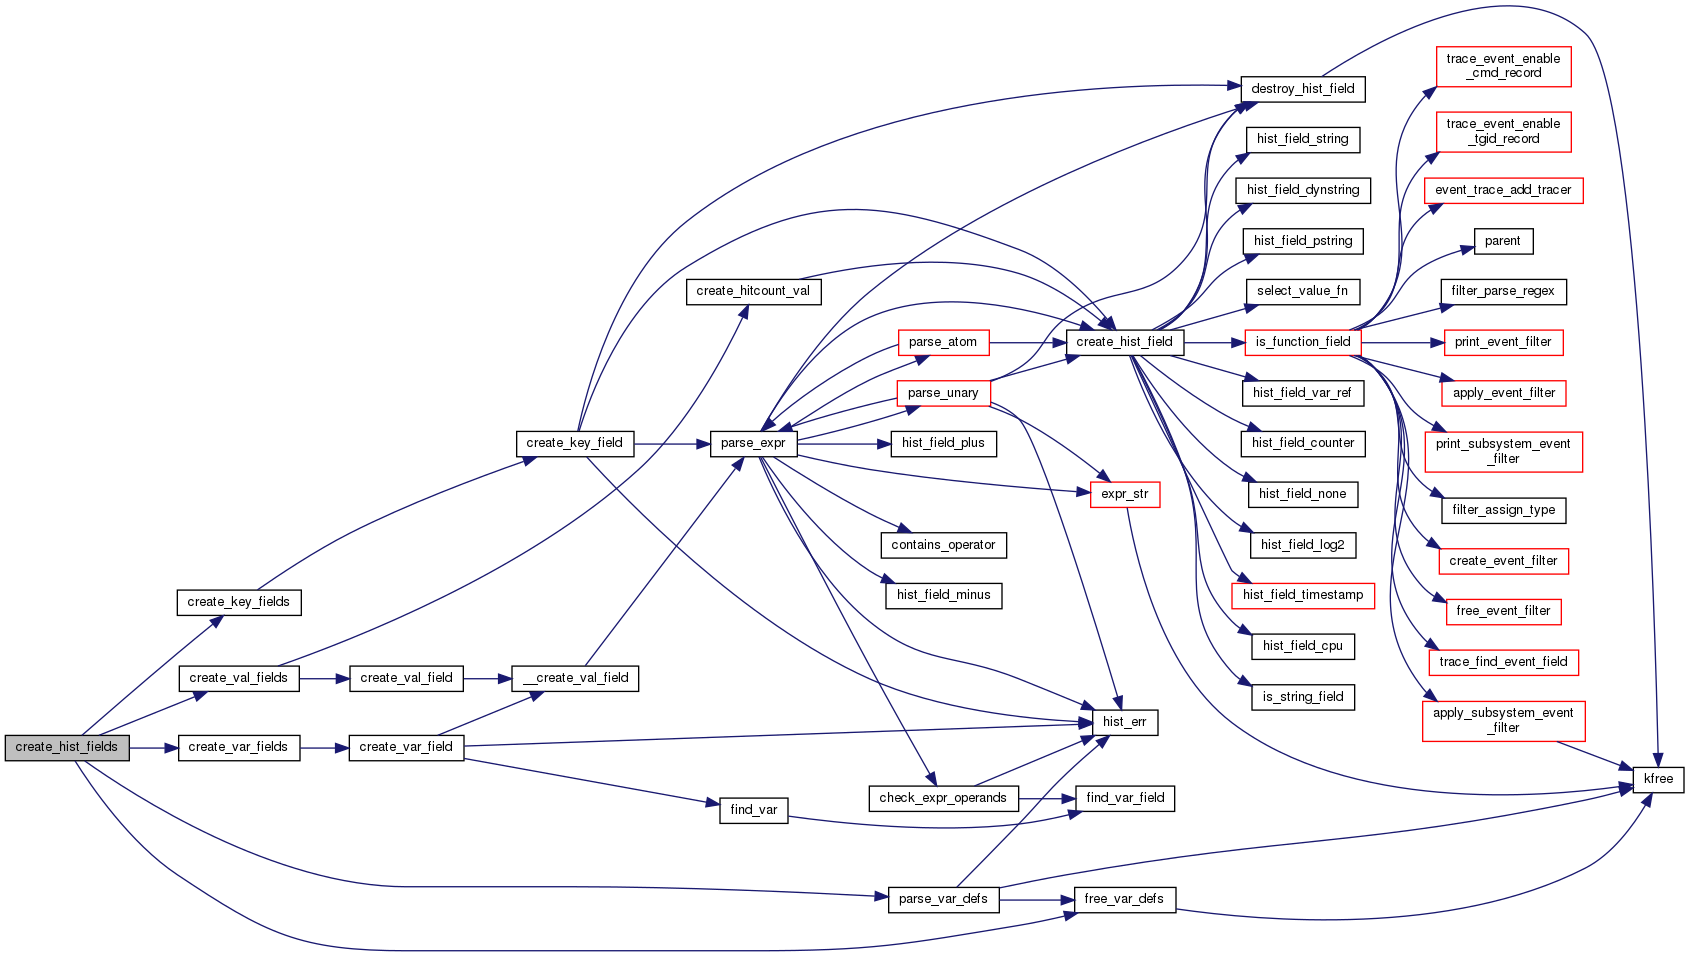 create_hist_fields
create_key_fields
create_val_fields
create_var_fields
create_val_field
create_var_field
create_key_field
__create_val_field
create_hitcount_val
parse_expr
find_var
parse_atom
parse_unary
hist_field_plus
contains_operator
hist_field_minus
check_expr_operands
parse_var_defs
create_hist_field
expr_str
hist_err
find_var_field
free_var_defs
destroy_hist_field
hist_field_string
hist_field_dynstring
hist_field_pstring
select_value_fn
is_function_field
hist_field_var_ref
hist_field_counter
hist_field_none
hist_field_log2
hist_field_timestamp
hist_field_cpu
is_string_field
trace_event_enable
_cmd_record
trace_event_enable
_tgid_record
event_trace_add_tracer
parent
filter_parse_regex
print_event_filter
apply_event_filter
print_subsystem_event
_filter
filter_assign_type
create_event_filter
free_event_filter
trace_find_event_field
apply_subsystem_event
_filter
kfree